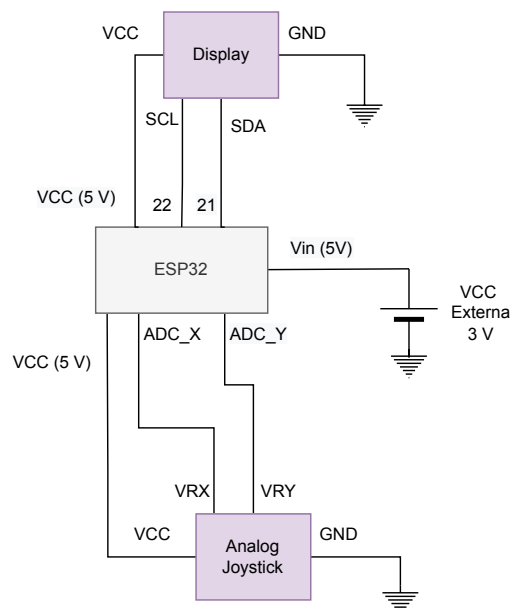 VCC
GND
Display
SCL
SDA
VCC (5 V)
22
21
Vin (5V)
ESP32
VCC
Externa
3 V
ADC_X
ADC_Y
VCC (5 V)
VRX
VRY
VCC
GND
Analog
Joystick